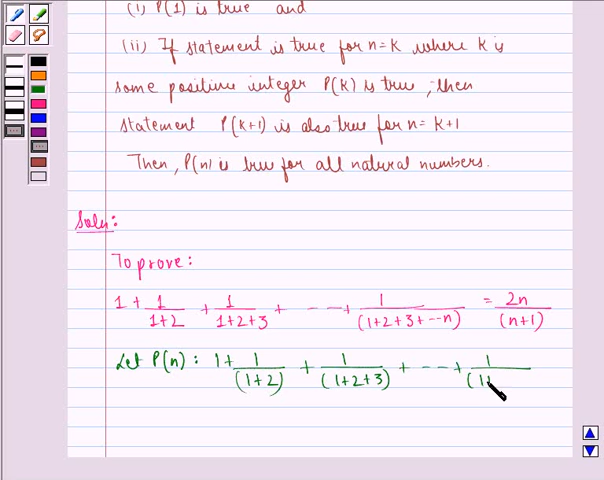 (i) P(1) is true and
(ii) If statement is true for n=k where k is
some positive integer P(k) is true, then
statement P(k+1) is also true for n= k+1
Then, P(n) is true for all natural numbers.
Soln:
To prove:
1 + 1/(1+2) + 1/(1+2+3) + ---+ 1/(1+2+3+--n) = 2n/(n+1)
Let P(n): 1+ 1/(1+2) + 1/(1+2+3) + ---+ 1/(1+